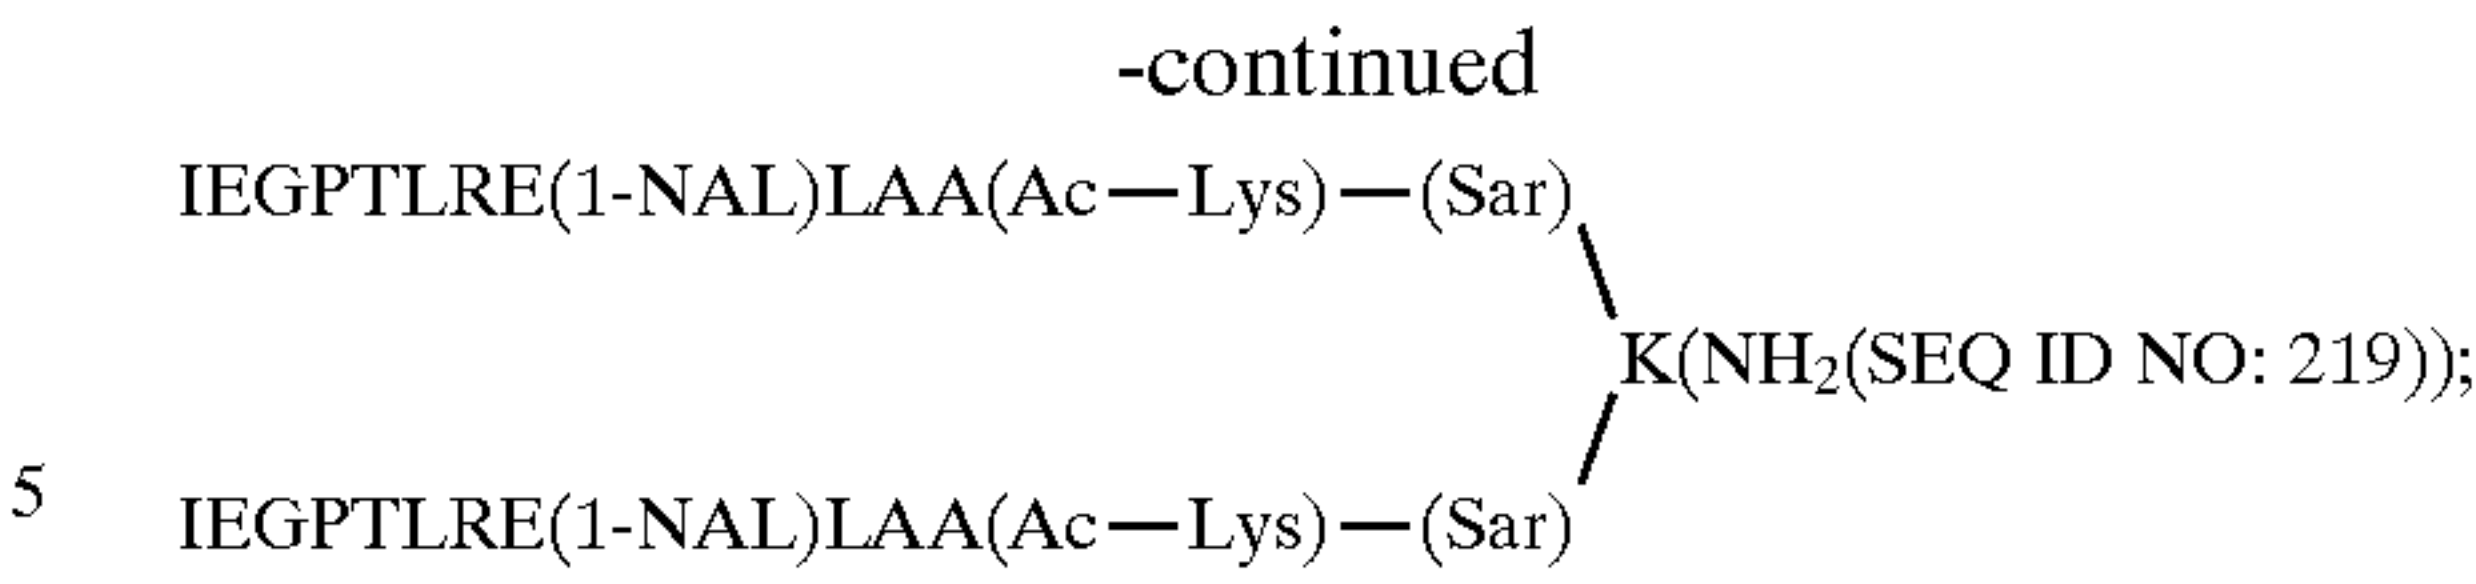 -continued
IEGPTLRE(1-NAL)LAA(Ac—Lys)—(Sar)
K(NH₂(SEQ ID NO: 219));
5
IEGPTLRE(1-NAL)LAA(Ac—Lys)—(Sar)